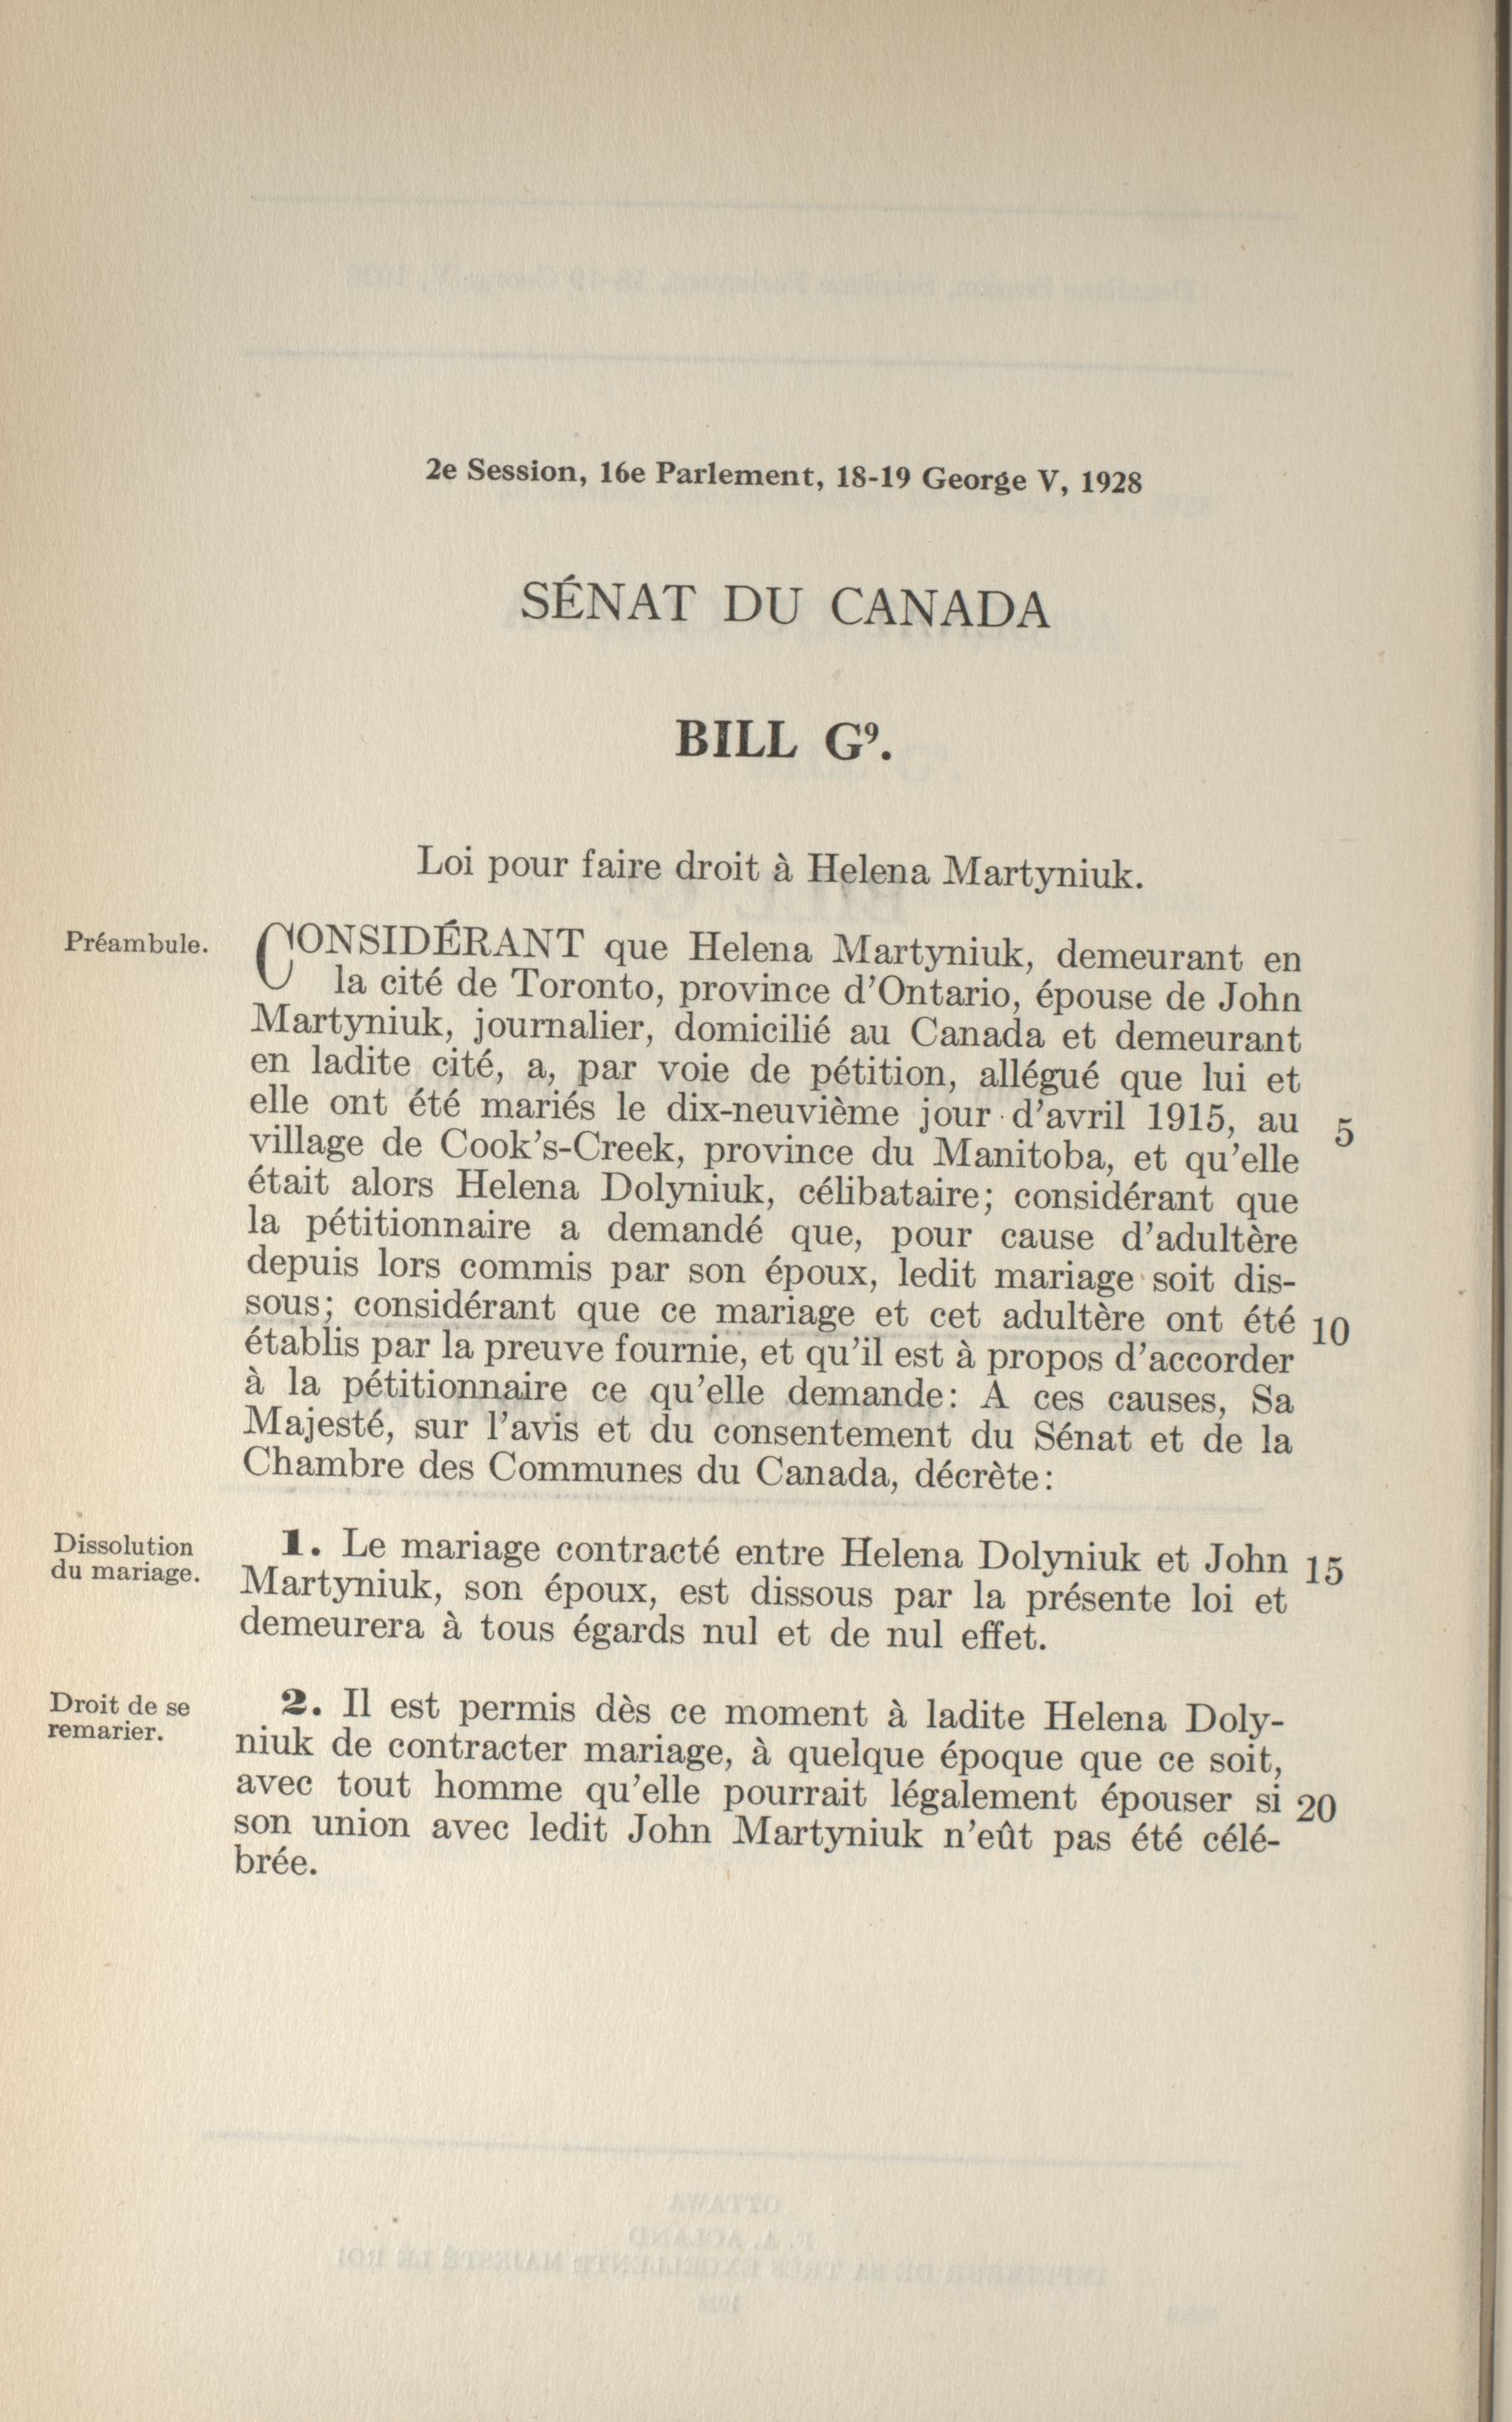 2e Session, 16e Parlement, 18-19 George V, 1928
SÉNAT DU CANADA
BILL G⁹.
Loi pour faire droit à Helena Martyniuk.
Préambule.
CONSIDÉRANT que Helena Martyniuk, demeurant en
la cité de Toronto, province d'Ontario, épouse de John
Martyniuk, journalier, domicilié au Canada et demeurant
en ladite cité, a, par voie de pétition, allégué que lui et
elle ont été mariés le dix-neuvième jour d'avril 1915, au 5
village de Cook's-Creek, province du Manitoba, et qu'elle
était alors Helena Dolyniuk, célibataire; considérant que
la pétitionnaire a demandé que, pour cause d'adultère
depuis lors commis par son époux, ledit mariage soit dis-
sous; considérant que ce mariage et cet adultère ont été 10
établis par la preuve fournie, et qu'il est à propos d'accorder
à la pétitionnaire ce qu'elle demande: A ces causes, Sa
Majesté, sur l'avis et du consentement du Sénat et de la
Chambre des Communes du Canada, décrète:
Dissolution
du mariage.
1. Le mariage contracté entre Helena Dolyniuk et John 15
Martyniuk, son époux, est dissous par la présente loi et
demeurera à tous égards nul et de nul effet.
Droit de se
remarier.
2. Il est permis dès ce moment à ladite Helena Doly-
niuk de contracter mariage, à quelque époque que ce soit,
avec tout homme qu'elle pourrait légalement épouser si 20
son union avec ledit John Martyniuk n'eût pas été célé-
brée.